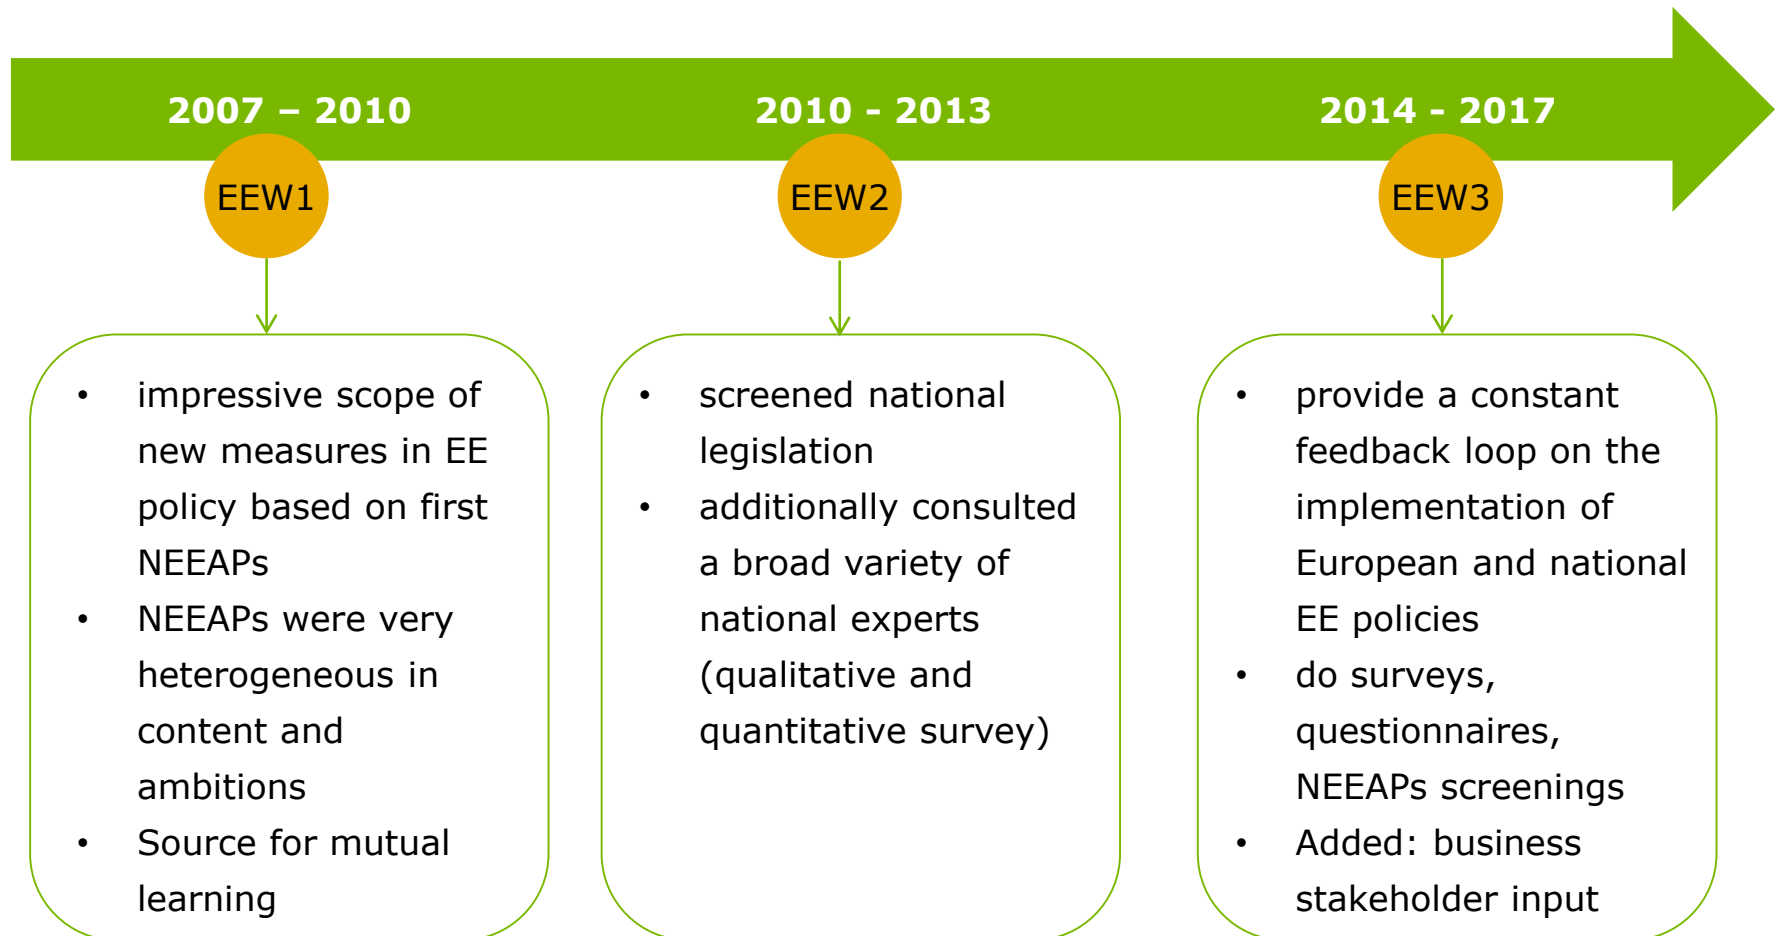 2007 – 2010
2010 - 2013
2014 - 2017
EEW1
EEW2
EEW3
• impressive scope of
new measures in EE
policy based on first
NEEAPs
• NEEAPs were very
heterogeneous in
content and
ambitions
• Source for mutual
learning
• screened national
legislation
• additionally consulted
a broad variety of
national experts
(qualitative and
quantitative survey)
• provide a constant
feedback loop on the
implementation of
European and national
EE policies
• do surveys,
questionnaires,
NEEAPs screenings
• Added: business
stakeholder input